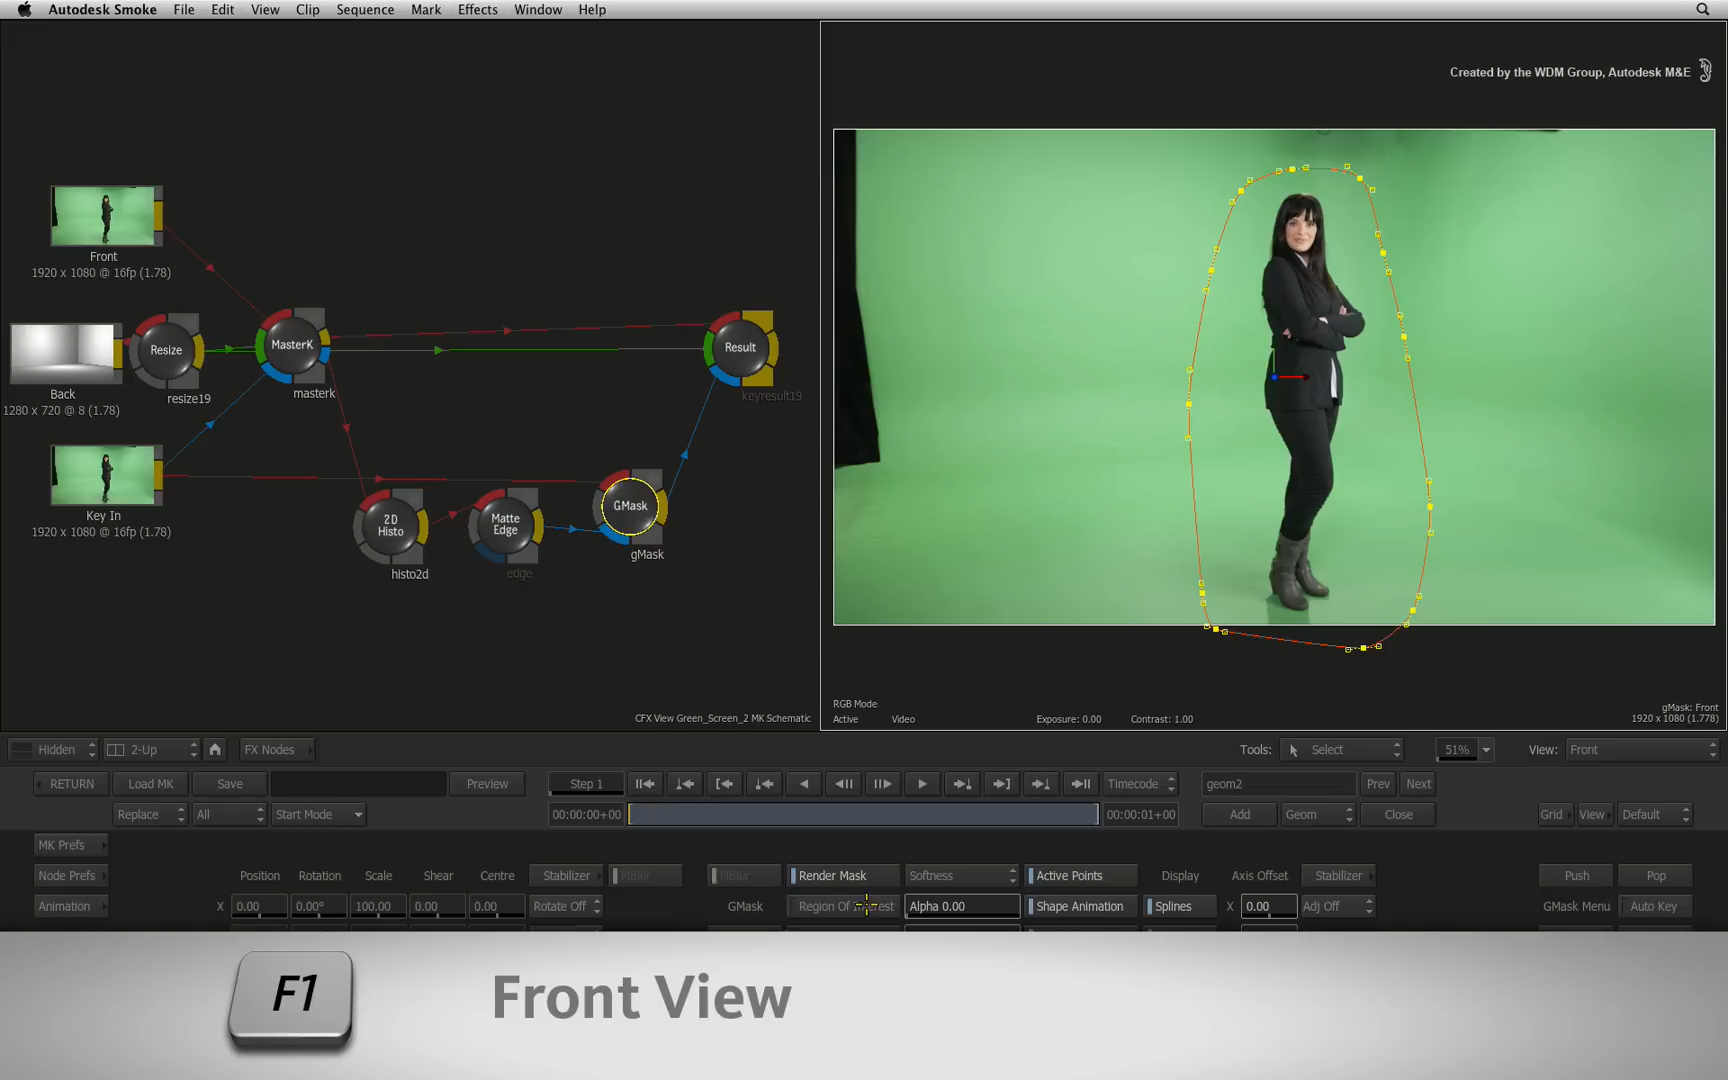 Autodesk Smoke File Edit View Clip Sequence Mark Effects Window Help
Created by the WDM Group, Autodesk M&E
Front
1920 x 1080 @ 16fp (1.78)
Resize
resize19
MasterK
masterk
Result
keyresult19
Back
1280 x 720 @ 8 (1.78)
Key In
1920 x 1080 @ 16fp (1.78)
2D
Histo
histo2d
Matte
Edge
edge
GMask
gMask
CFX View Green_Screen_2 MK Schematic
RGB Mode
Active Video Exposure: 0.00 Contrast: 1.00
gMask: Front
1920 x 1080 (1.778)
Hidden 2-Up FX Nodes Tools: Select 51% View: Front
RETURN Load MK Save Preview Step 1 Timecode geom2 Prev Next
Replace All Start Mode 00:00:00+00 00:00:01+00 Add Geom Close Grid View Default
MK Prefs
Node Prefs Position Rotation Scale Shear Centre Stabilizer MBlur MBlur Render Mask Softness Active Points Display Axis Offset Stabilizer Push Pop
Animation X 0.00 0.00° 100.00 0.00 0.00 Rotate Off GMask Region Of Interest Alpha 0.00 Shape Animation Splines X 0.00 Adj Off GMask Menu Auto Key
F1 Front View